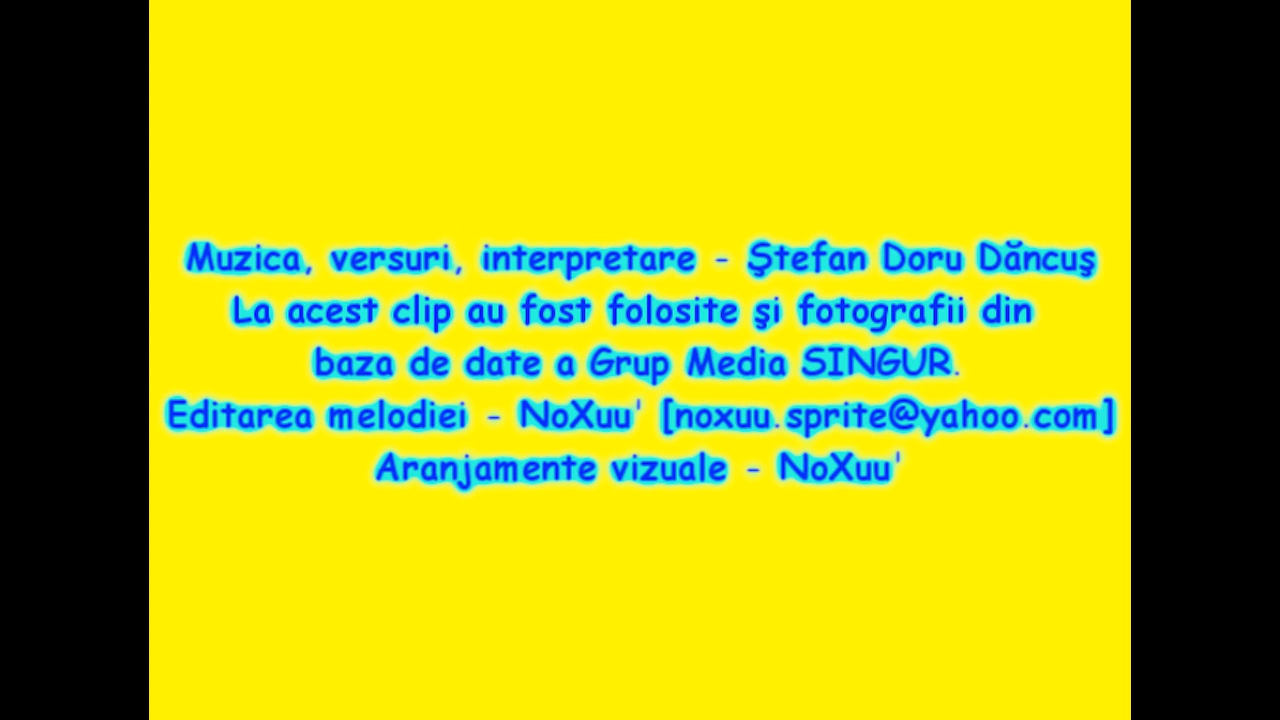 Muzica, versuri, interpretare - Ştefan Doru Dăncuş
La acest clip au fost folosite şi fotografii din
baza de date a Grup Media SINGUR.
Editarea melodiei - NoXuu' [noxuu.sprite@yahoo.com]
Aranjamente vizuale - NoXuu'